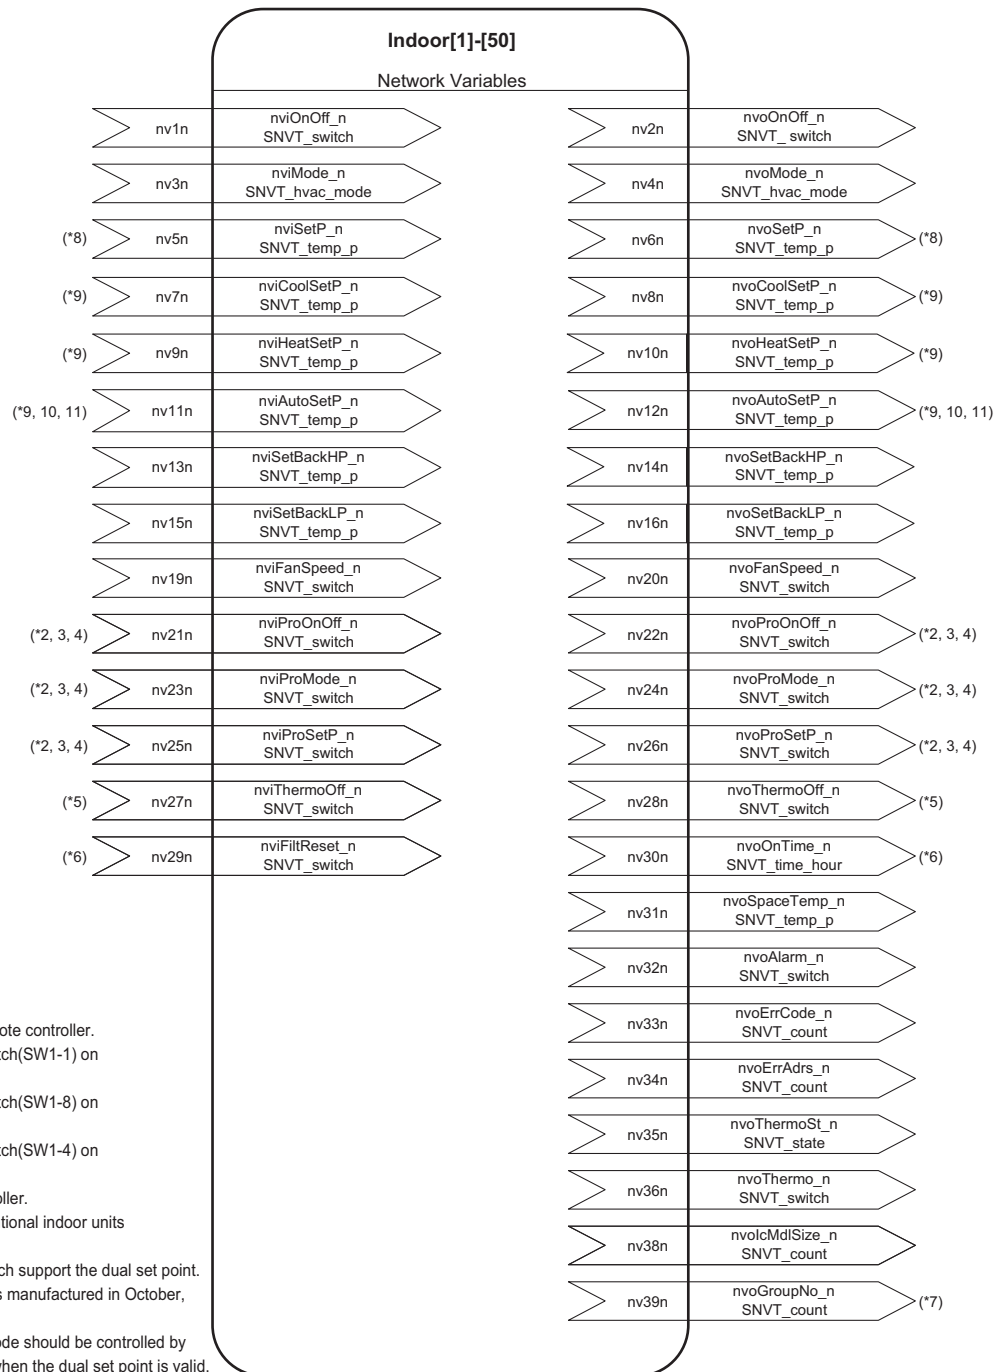 Indoor[1]-[50]
Network Variables
nv1n nviOnOff_n SNVT_switch
nv2n nvoOnOff_n SNVT_ switch
nv3n nviMode_n SNVT_hvac_mode
nv4n nvoMode_n SNVT_hvac_mode
(*8) nv5n nviSetP_n SNVT_temp_p
nv6n nvoSetP_n SNVT_temp_p (*8)
(*9) nv7n nviCoolSetP_n SNVT_temp_p
nv8n nvoCoolSetP_n SNVT_temp_p (*9)
(*9) nv9n nviHeatSetP_n SNVT_temp_p
nv10n nvoHeatSetP_n SNVT_temp_p (*9)
(*9, 10, 11) nv11n nviAutoSetP_n SNVT_temp_p
nv12n nvoAutoSetP_n SNVT_temp_p (*9, 10, 11)
nv13n nviSetBackHP_n SNVT_temp_p
nv14n nvoSetBackHP_n SNVT_temp_p
nv15n nviSetBackLP_n SNVT_temp_p
nv16n nvoSetBackLP_n SNVT_temp_p
nv19n nviFanSpeed_n SNVT_switch
nv20n nvoFanSpeed_n SNVT_switch
(*2, 3, 4) nv21n nviProOnOff_n SNVT_switch
nv22n nvoProOnOff_n SNVT_switch (*2, 3, 4)
(*2, 3, 4) nv23n nviProMode_n SNVT_switch
nv24n nvoProMode_n SNVT_switch (*2, 3, 4)
(*2, 3, 4) nv25n nviProSetP_n SNVT_switch
nv26n nvoProSetP_n SNVT_switch (*2, 3, 4)
(*5) nv27n nviThermoOff_n SNVT_switch
nv28n nvoThermoOff_n SNVT_switch (*5)
(*6) nv29n nviFiltReset_n SNVT_switch
nv30n nvoOnTime_n SNVT_time_hour (*6)
nv31n nvoSpaceTemp_n SNVT_temp_p
nv32n nvoAlarm_n SNVT_switch
nv33n nvoErrCode_n SNVT_count
nv34n nvoErrAdrs_n SNVT_count
nv35n nvoThermoSt_n SNVT_state
nv36n nvoThermo_n SNVT_switch
nv38n nvoIcMdlSize_n SNVT_count
nv39n nvoGroupNo_n SNVT_count (*7)
ote controller.
tch(SW1-1) on
tch(SW1-8) on
tch(SW1-4) on
oller.
tional indoor units
ch support the dual set point.
s manufactured in October,
ode should be controlled by
when the dual set point is valid.